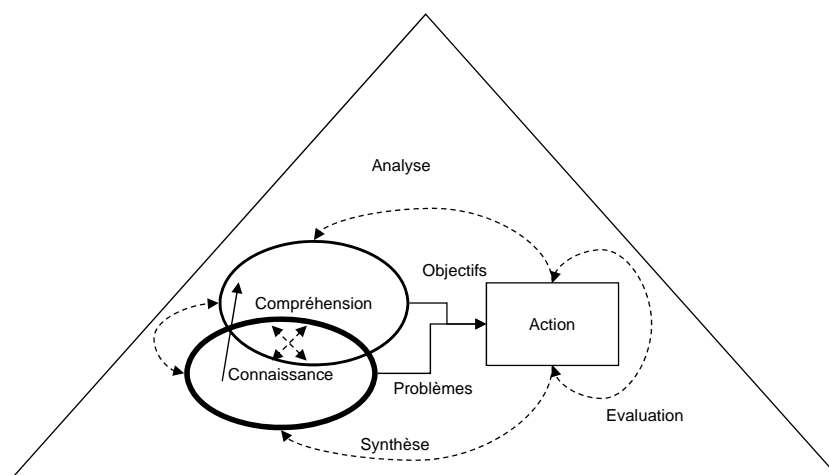 Analyse
Objectifs
Compréhension
Action
Connaissance
Problèmes
Evaluation
Synthèse